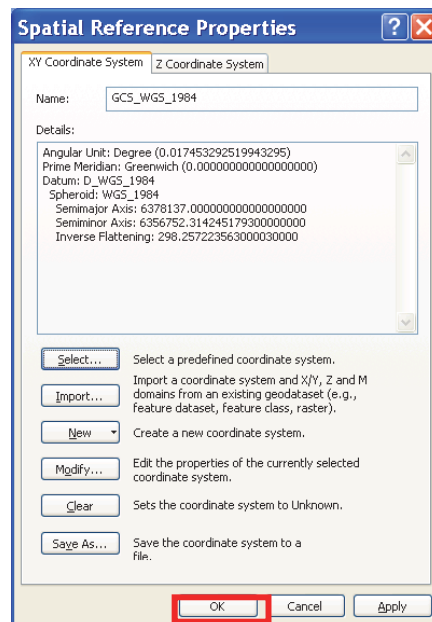 Spatial Reference Properties
XY Coordinate System
Z Coordinate System
Name: GCS_WGS_1984
Details:
Angular Unit: Degree (0.017453292519943295)
Prime Meridian: Greenwich (0.000000000000000000)
Datum: D_WGS_1984
Spheroid: WGS_1984
Semimajor Axis: 6378137.000000000000000000
Semiminor Axis: 6356752.314245179300000000
Inverse Flattening: 298.257223563000030000
Select... Select a predefined coordinate system.
Import a coordinate system and X/Y, Z and M
Import... domains from an existing geodataset (e.g.,
feature dataset, feature class, raster).
New Create a new coordinate system.
Modify... Edit the properties of the currently selected
coordinate system.
Clear Sets the coordinate system to Unknown.
Save As... Save the coordinate system to a
file.
OK Cancel Apply